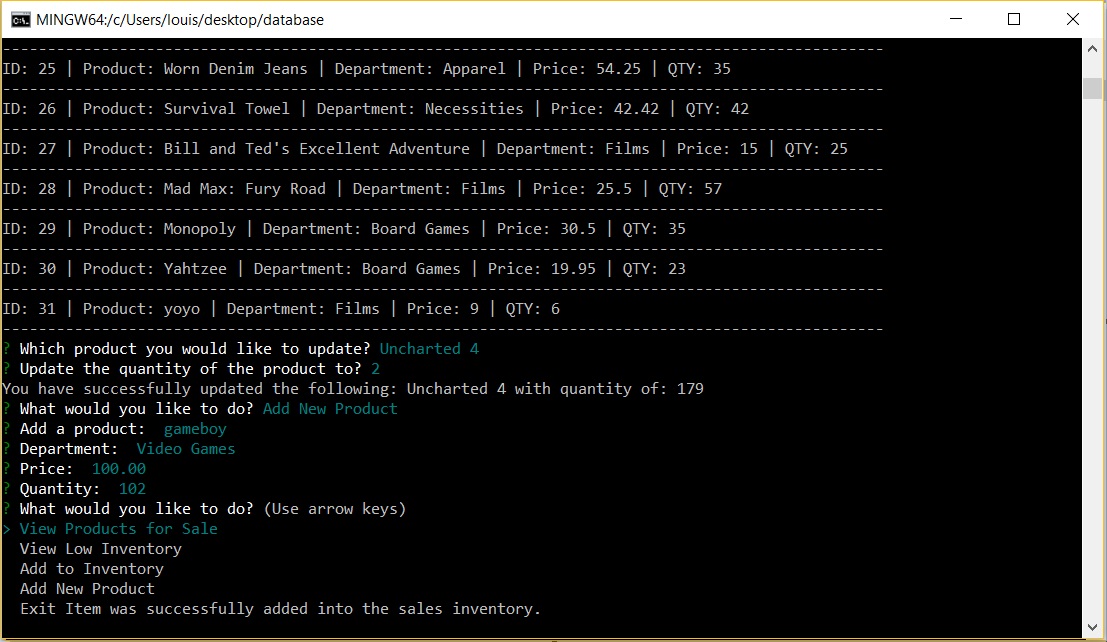 MINGW64:/c/Users/louis/desktop/database
--------------------------------------------------------------------------------------------------
ID: 25 | Product: Worn Denim Jeans | Department: Apparel | Price: 54.25 | QTY: 35
--------------------------------------------------------------------------------------------------
ID: 26 | Product: Survival Towel | Department: Necessities | Price: 42.42 | QTY: 42
--------------------------------------------------------------------------------------------------
ID: 27 | Product: Bill and Ted's Excellent Adventure | Department: Films | Price: 15 | QTY: 25
--------------------------------------------------------------------------------------------------
ID: 28 | Product: Mad Max: Fury Road | Department: Films | Price: 25.5 | QTY: 57
--------------------------------------------------------------------------------------------------
ID: 29 | Product: Monopoly | Department: Board Games | Price: 30.5 | QTY: 35
--------------------------------------------------------------------------------------------------
ID: 30 | Product: Yahtzee | Department: Board Games | Price: 19.95 | QTY: 23
--------------------------------------------------------------------------------------------------
ID: 31 | Product: yoyo | Department: Films | Price: 9 | QTY: 6
--------------------------------------------------------------------------------------------------
? Which product you would like to update? Uncharted 4
? Update the quantity of the product to? 2
You have successfully updated the following: Uncharted 4 with quantity of: 179
? What would you like to do? Add New Product
? Add a product:  gameboy
? Department:  Video Games
? Price:  100.00
? Quantity:  102
? What would you like to do? (Use arrow keys)
> View Products for Sale
  View Low Inventory
  Add to Inventory
  Add New Product
  Exit Item was successfully added into the sales inventory.